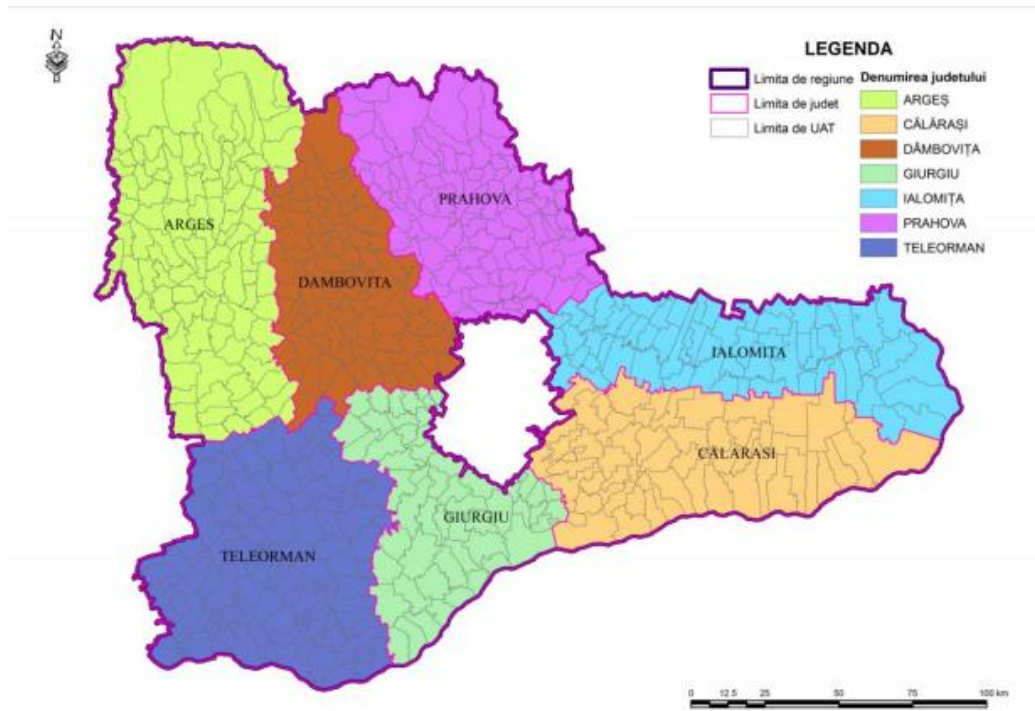 N
LEGENDA
Limita de regiune
Limita de judet
Limita de UAT
Denumirea judetului
ARGEȘ
CĂLĂRAȘI
DÂMBOVIȚA
GIURGIU
IALOMIȚA
PRAHOVA
TELEORMAN
PRAHOVA
ARGES
DAMBOVITA
IALOMITA
CALARASI
GIURGIU
TELEORMAN
0 12.5 25 50 75 100 km